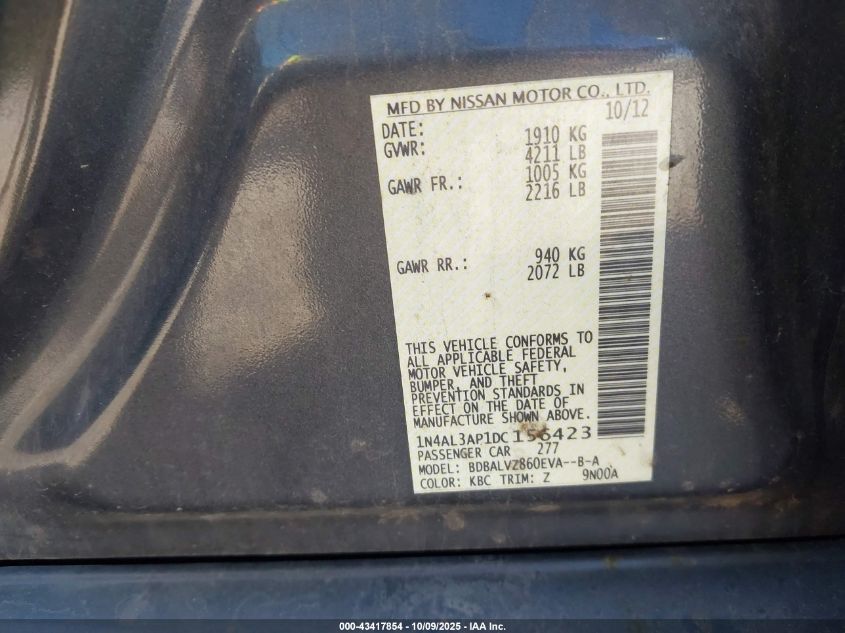 MFD BY NISSAN MOTOR CO., LTD.
DATE: 10/12
GVWR: 1910 KG
4211 LB
GAWR FR.: 1005 KG
2216 LB
GAWR RR.: 940 KG
2072 LB
THIS VEHICLE CONFORMS TO
ALL APPLICABLE FEDERAL
MOTOR VEHICLE SAFETY,
BUMPER, AND THEFT
PREVENTION STANDARDS IN
EFFECT ON THE DATE OF
MANUFACTURE SHOWN ABOVE.
1N4AL3AP1DC156423
PASSENGER CAR 277
MODEL: BDBALVZ860EVA--B-A
COLOR: KBC TRIM: Z 9N00A
000-43417854 - 10/09/2025 - IAA Inc.